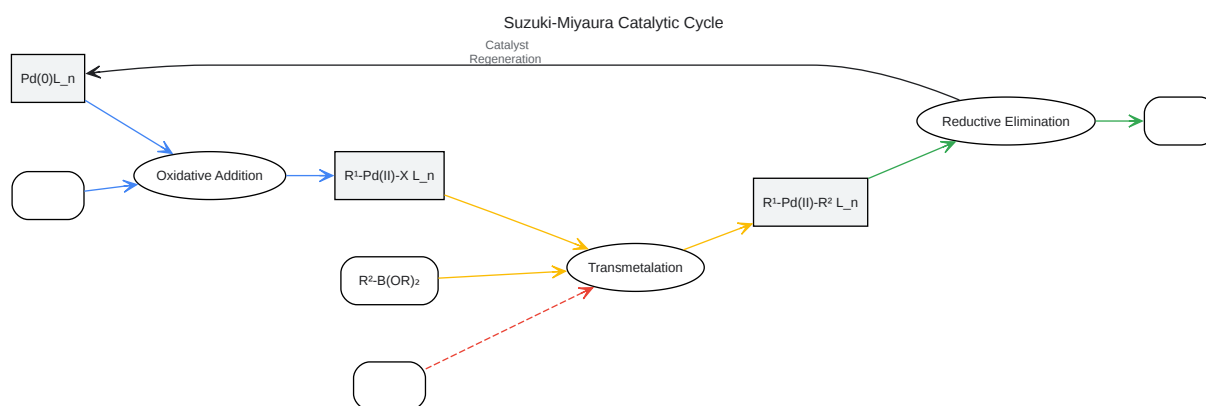 Suzuki-Miyaura Catalytic Cycle
Catalyst
Regeneration
Pd(0)L_n
Reductive Elimination
Oxidative Addition
R¹-Pd(II)-X L_n
R¹-Pd(II)-R² L_n
R²-B(OR)₂
Transmetalation